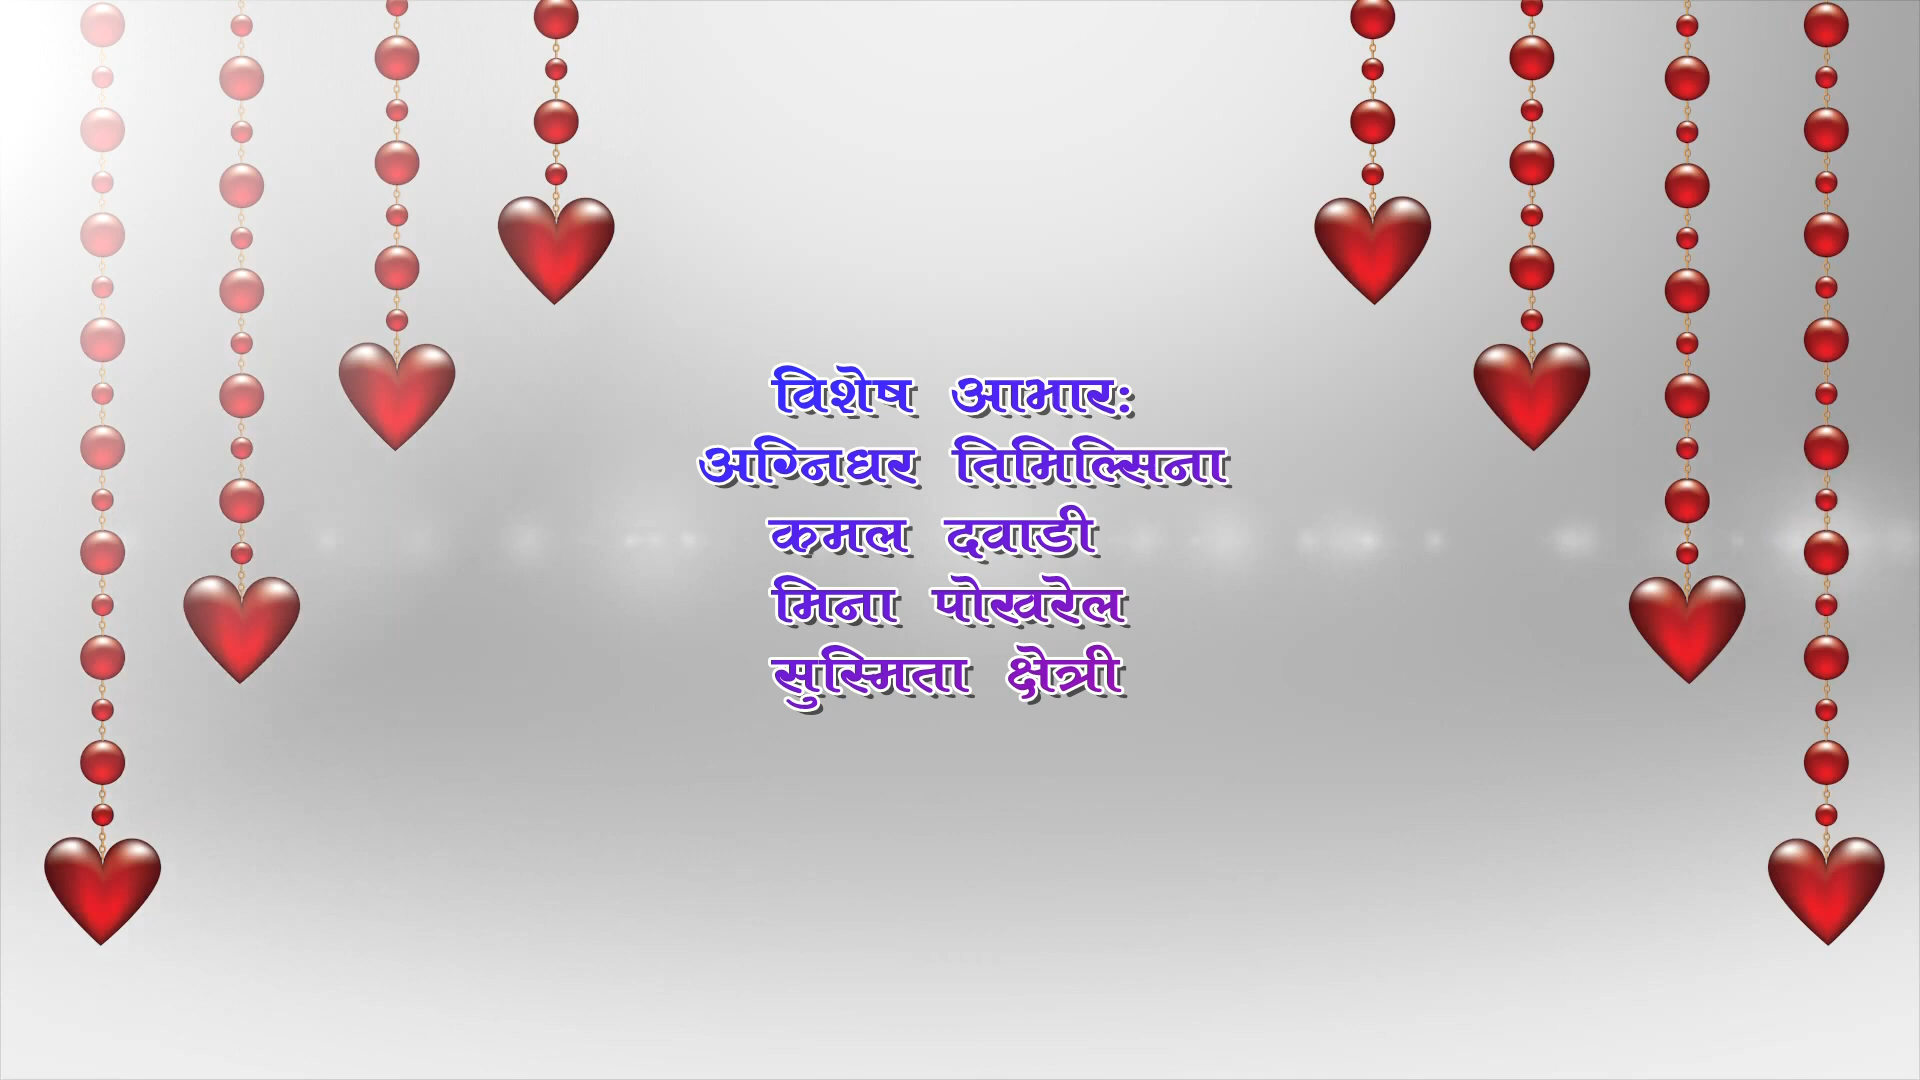 विशेष आभारः
अग्निधर तिमिल्सिना
कमल दवाडी
मिना पोखरेल
सुस्मिता क्षेत्री